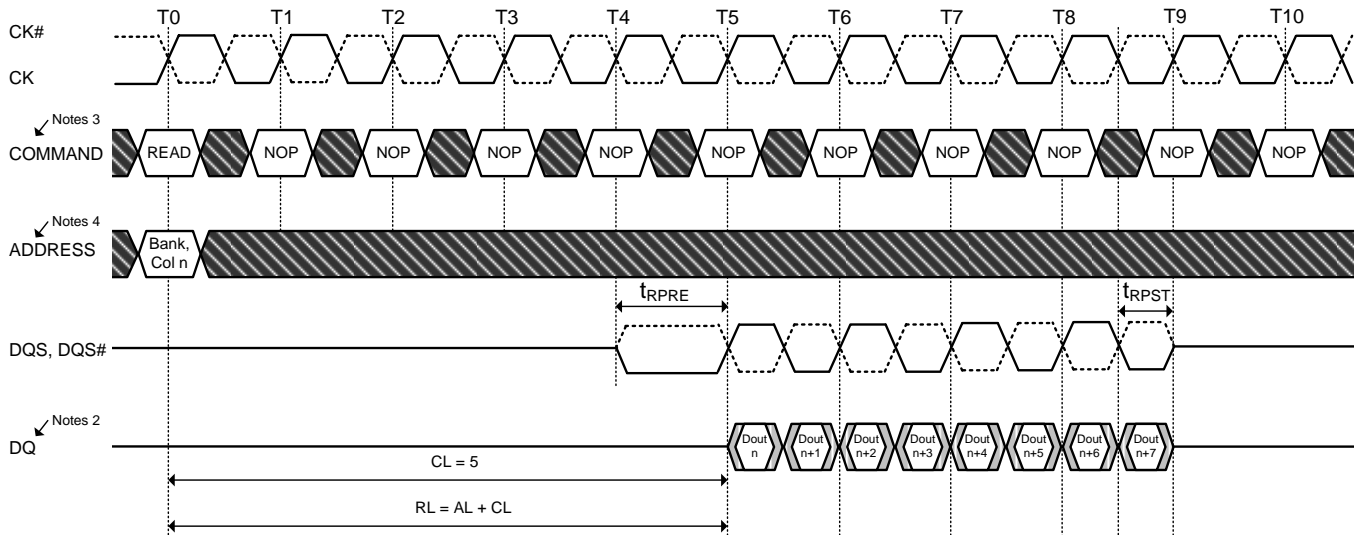 T0 T1 T2 T3 T4 T5 T6 T7 T8 T9 T10
CK#
CK
Notes 3
COMMAND READ NOP NOP NOP NOP NOP NOP NOP NOP NOP NOP
Notes 4
ADDRESS Bank, Col n
tRPRE tRPST
DQS, DQS#
Notes 2
DQ Dout n Dout n+1 Dout n+2 Dout n+3 Dout n+4 Dout n+5 Dout n+6 Dout n+7
CL = 5
RL = AL + CL